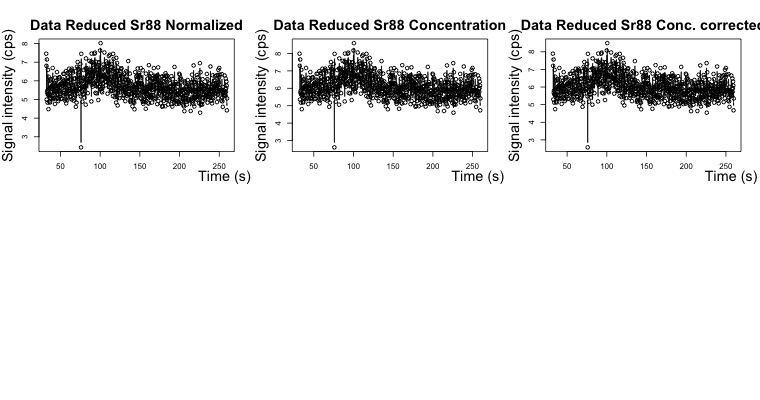 Data Reduced Sr88 Normalized
Signal intensity (cps)
3 4 5 6 7 8
50 100 150 200 250
Time (s)
Data Reduced Sr88 Concentration
Signal intensity (cps)
3 4 5 6 7 8
50 100 150 200 250
Time (s)
Data Reduced Sr88 Conc. corrected
Signal intensity (cps)
3 4 5 6 7 8
50 100 150 200 250
Time (s)